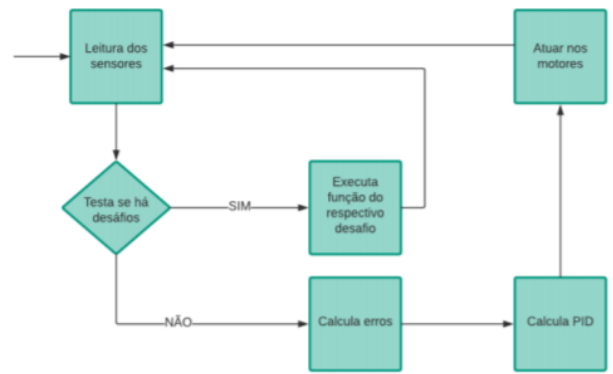 Leitura dos
sensores
Atuar nos
motores
Testa se há
desáfios
SIM
Executa
função do
respectivo
desafio
NÃO
Calcula erros
Calcula PID